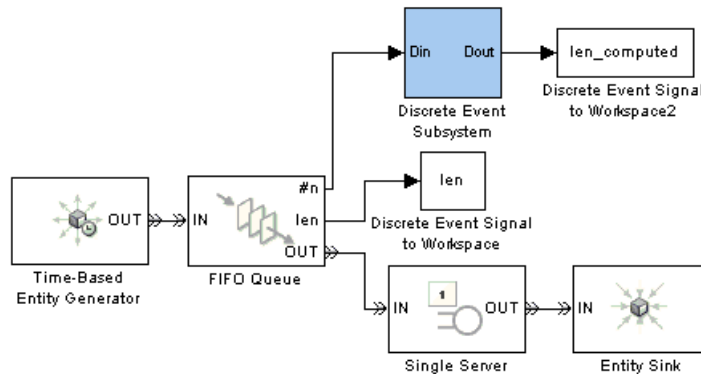 Din
Dout
len_computed
Discrete Event
Subsystem
Discrete Event Signal
to Workspace2
OUT
Time-Based
Entity Generator
IN
#n
len
OUT
FIFO Queue
len
Discrete Event Signal
to Workspace
IN
1
OUT
Single Server
IN
Entity Sink